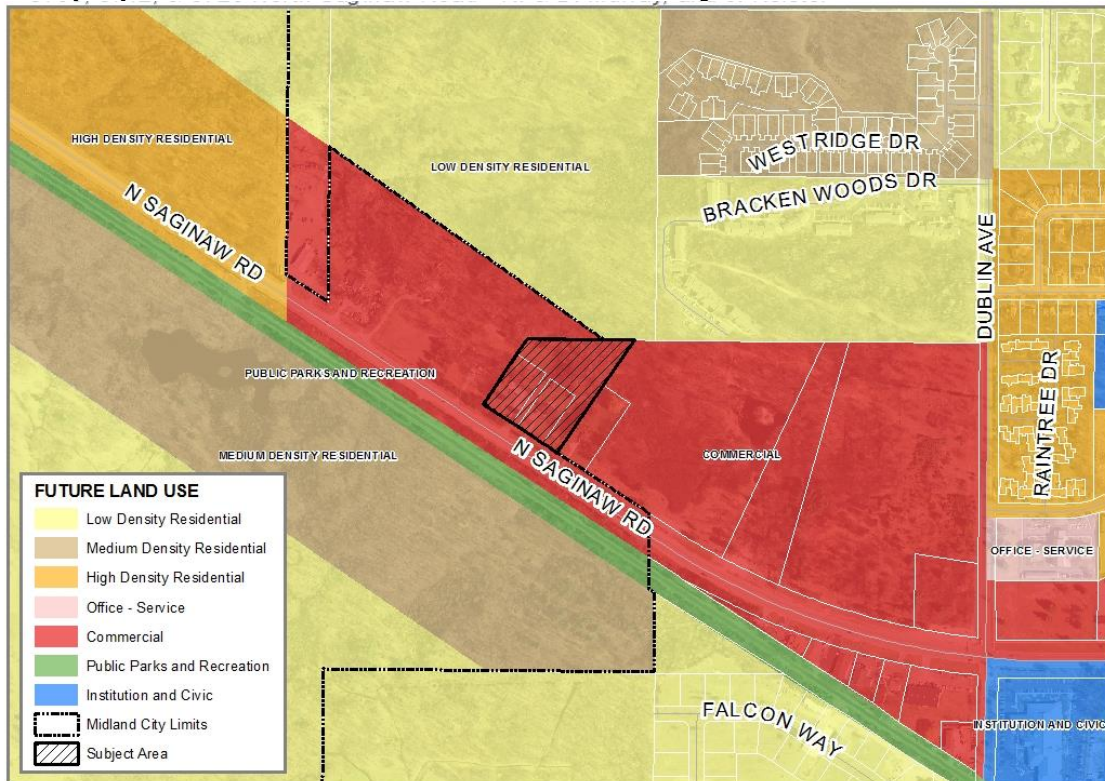 HIGH DENSITY RESIDENTIAL
LOW DENSITY RESIDENTIAL
WESTRIDGE DR
BRACKEN WOODS DR
N SAGINAW RD
DUBLIN AVE
PUBLIC PARKS AND RECREATION
RAINTREE DR
MEDIUM DENSITY RESIDENTIAL
N SAGINAW RD
COMMERCIAL
OFFICE - SERVICE
FALCON WAY
INSTITUTION AND CIVIC
FUTURE LAND USE
Low Density Residential
Medium Density Residential
High Density Residential
Office - Service
Commercial
Public Parks and Recreation
Institution and Civic
Midland City Limits
Subject Area